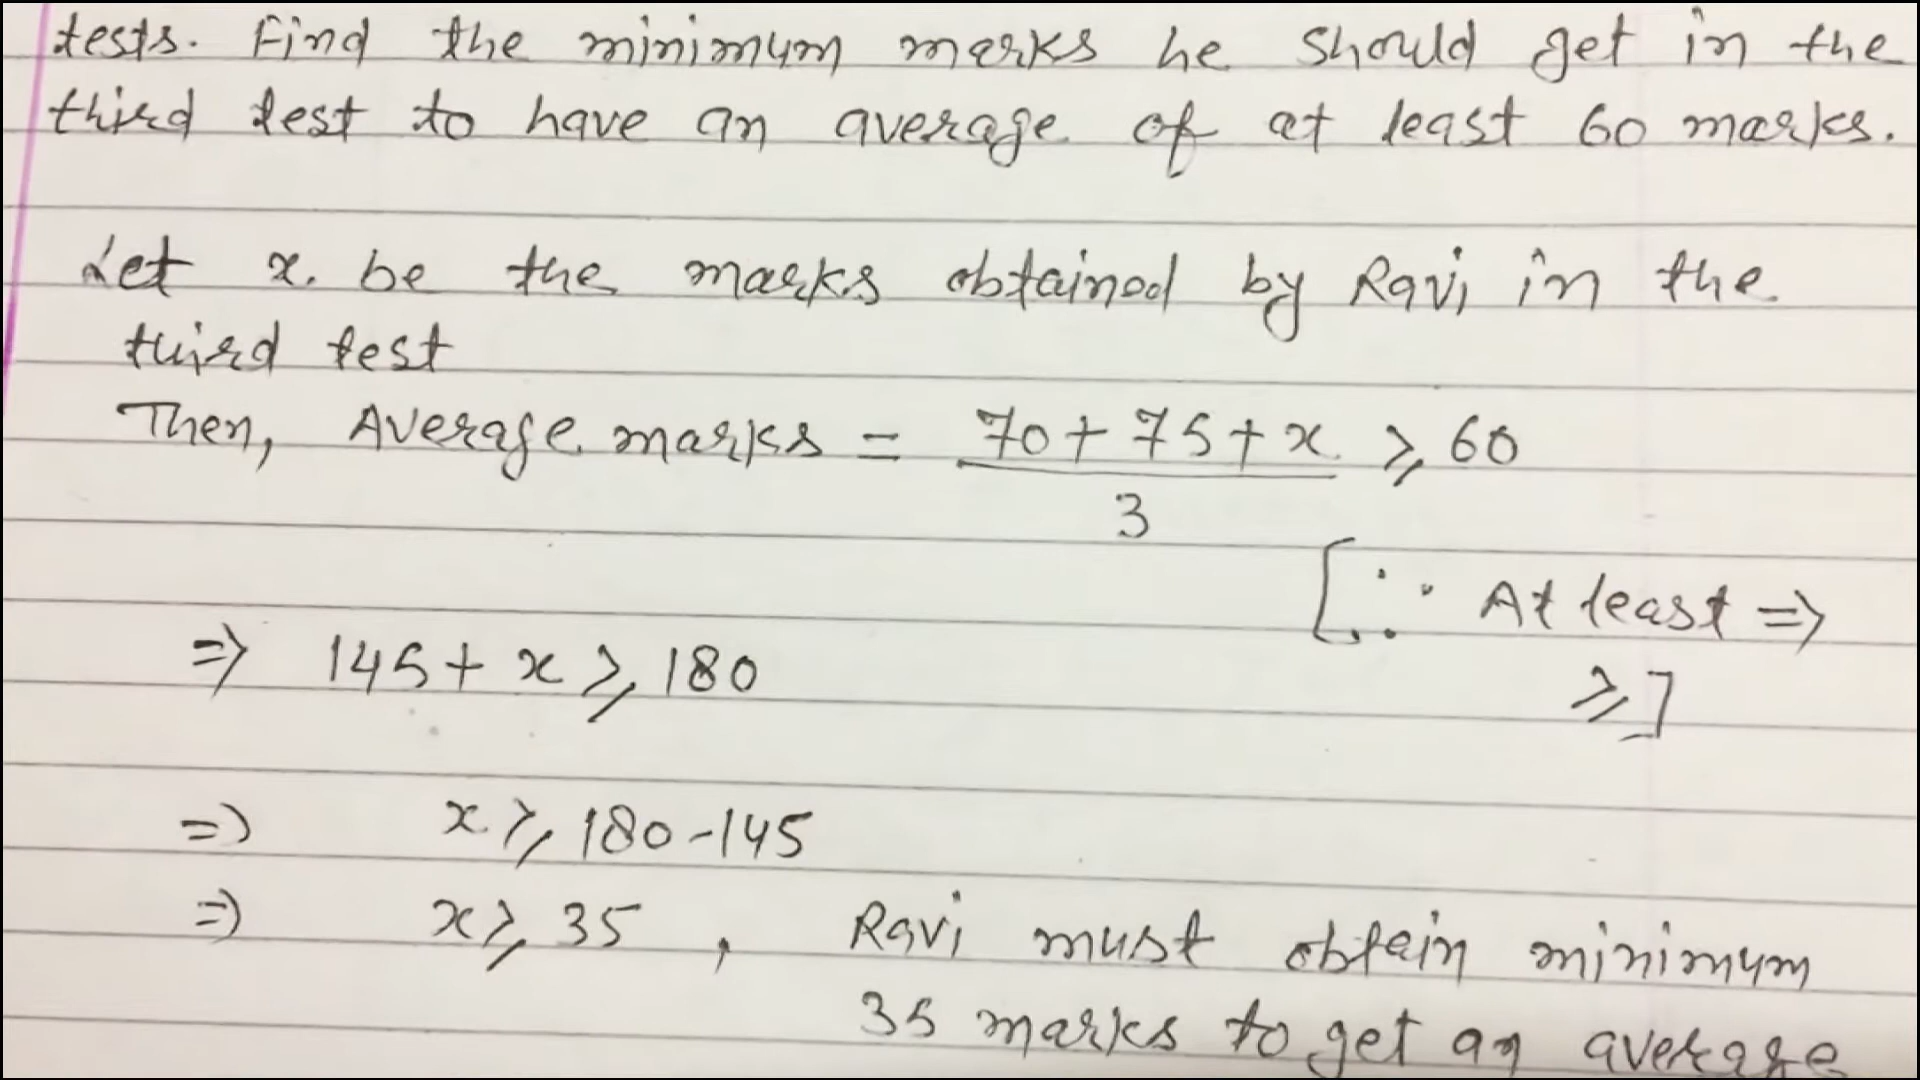 tests. Find the minimum marks he should get in the
third test to have an average of at least 60 marks.
Let x. be the marks obtained by Ravi in the
third test
Then, Average marks = 70 + 75 + x ⩾ 60
3
[∵ At least ⇒
⇒ 145 + x ⩾ 180
⩾]
⇒ x ⩾ 180 - 145
⇒ x ⩾ 35 , Ravi must obtain minimum
35 marks to get an average